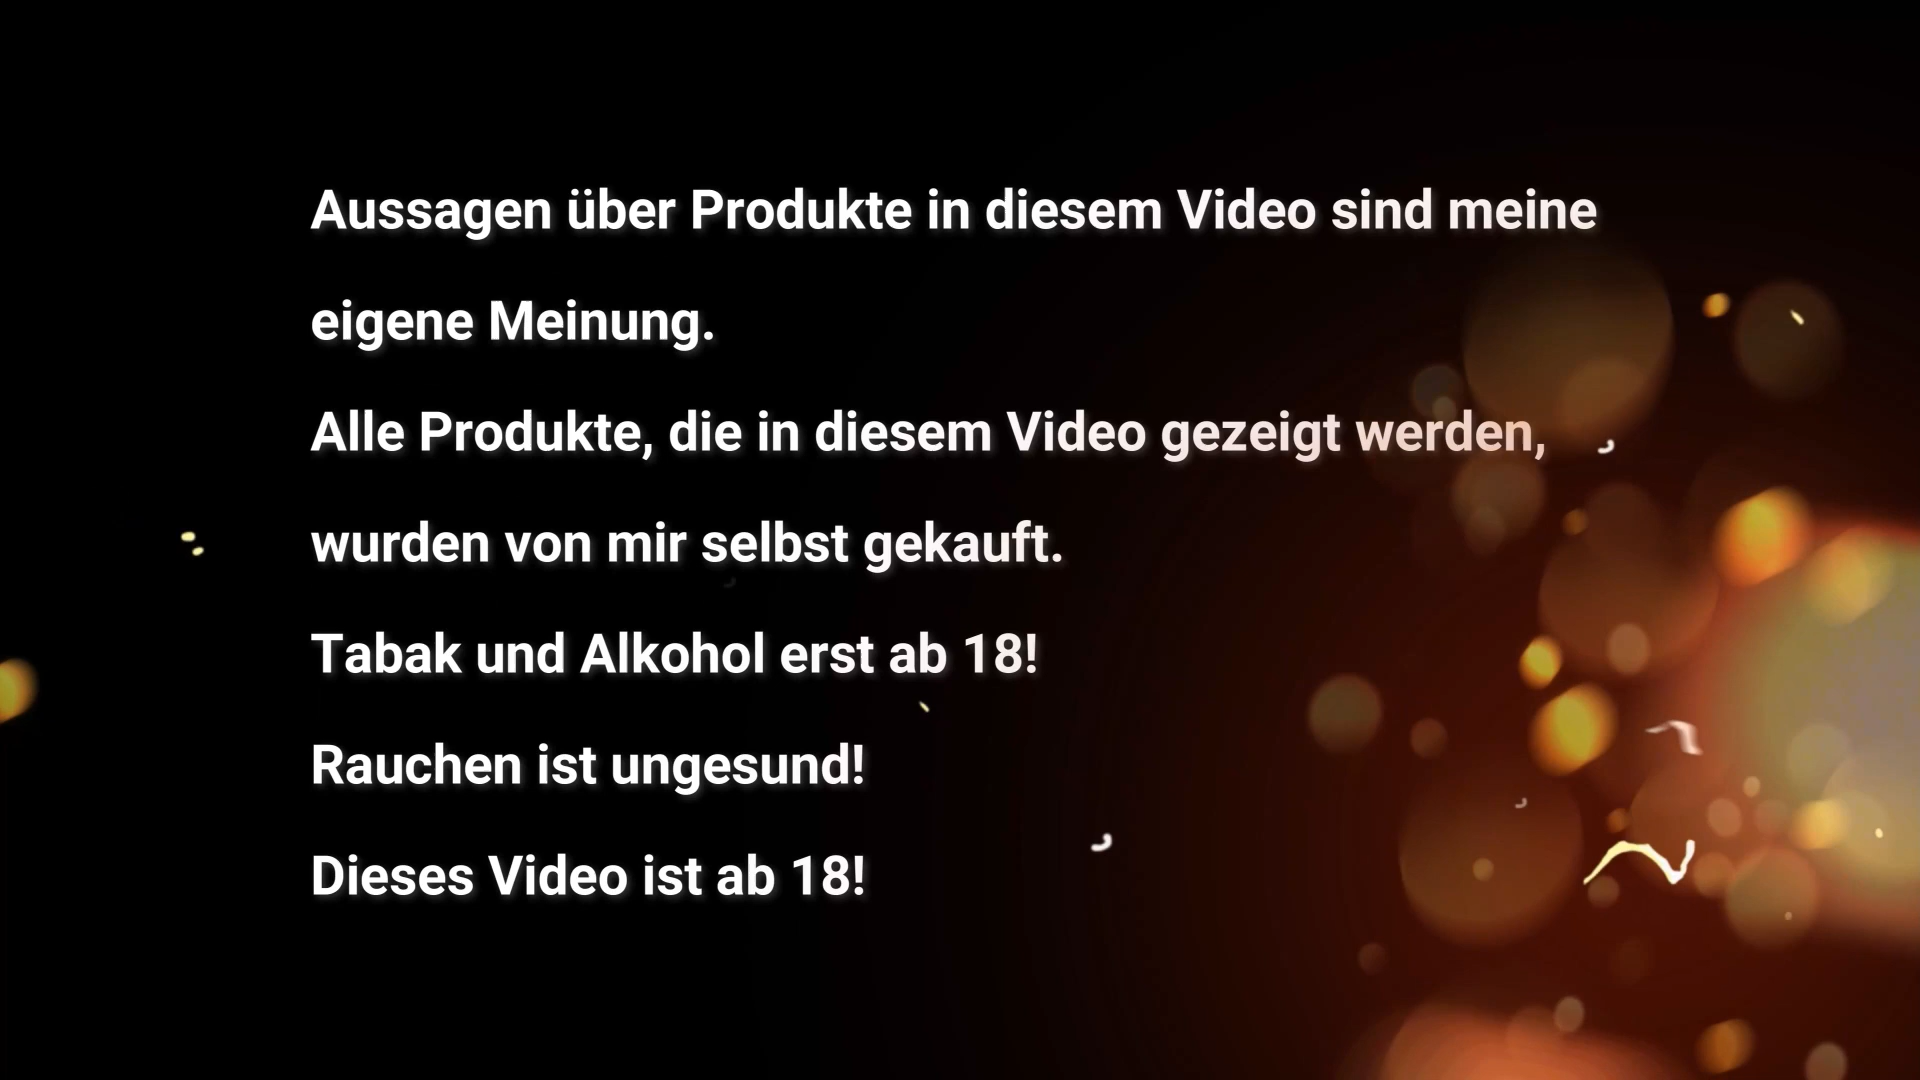 Aussagen über Produkte in diesem Video sind meine
eigene Meinung.
Alle Produkte, die in diesem Video gezeigt werden,
wurden von mir selbst gekauft.
Tabak und Alkohol erst ab 18!
Rauchen ist ungesund!
Dieses Video ist ab 18!